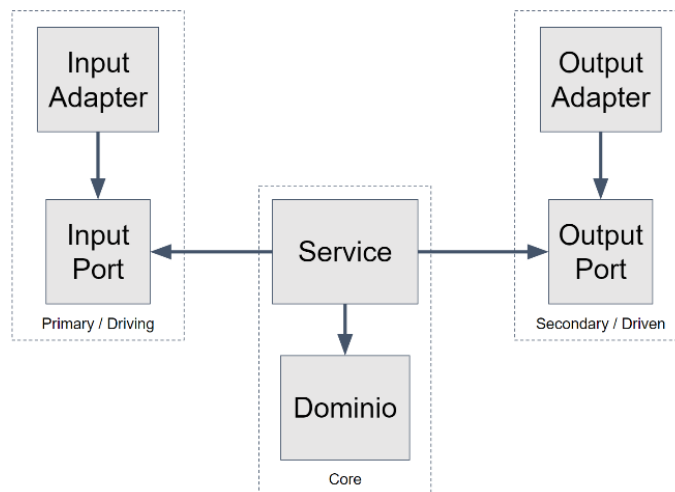 Input
Adapter
Input
Port
Primary / Driving
Service
Dominio
Core
Output
Adapter
Output
Port
Secondary / Driven